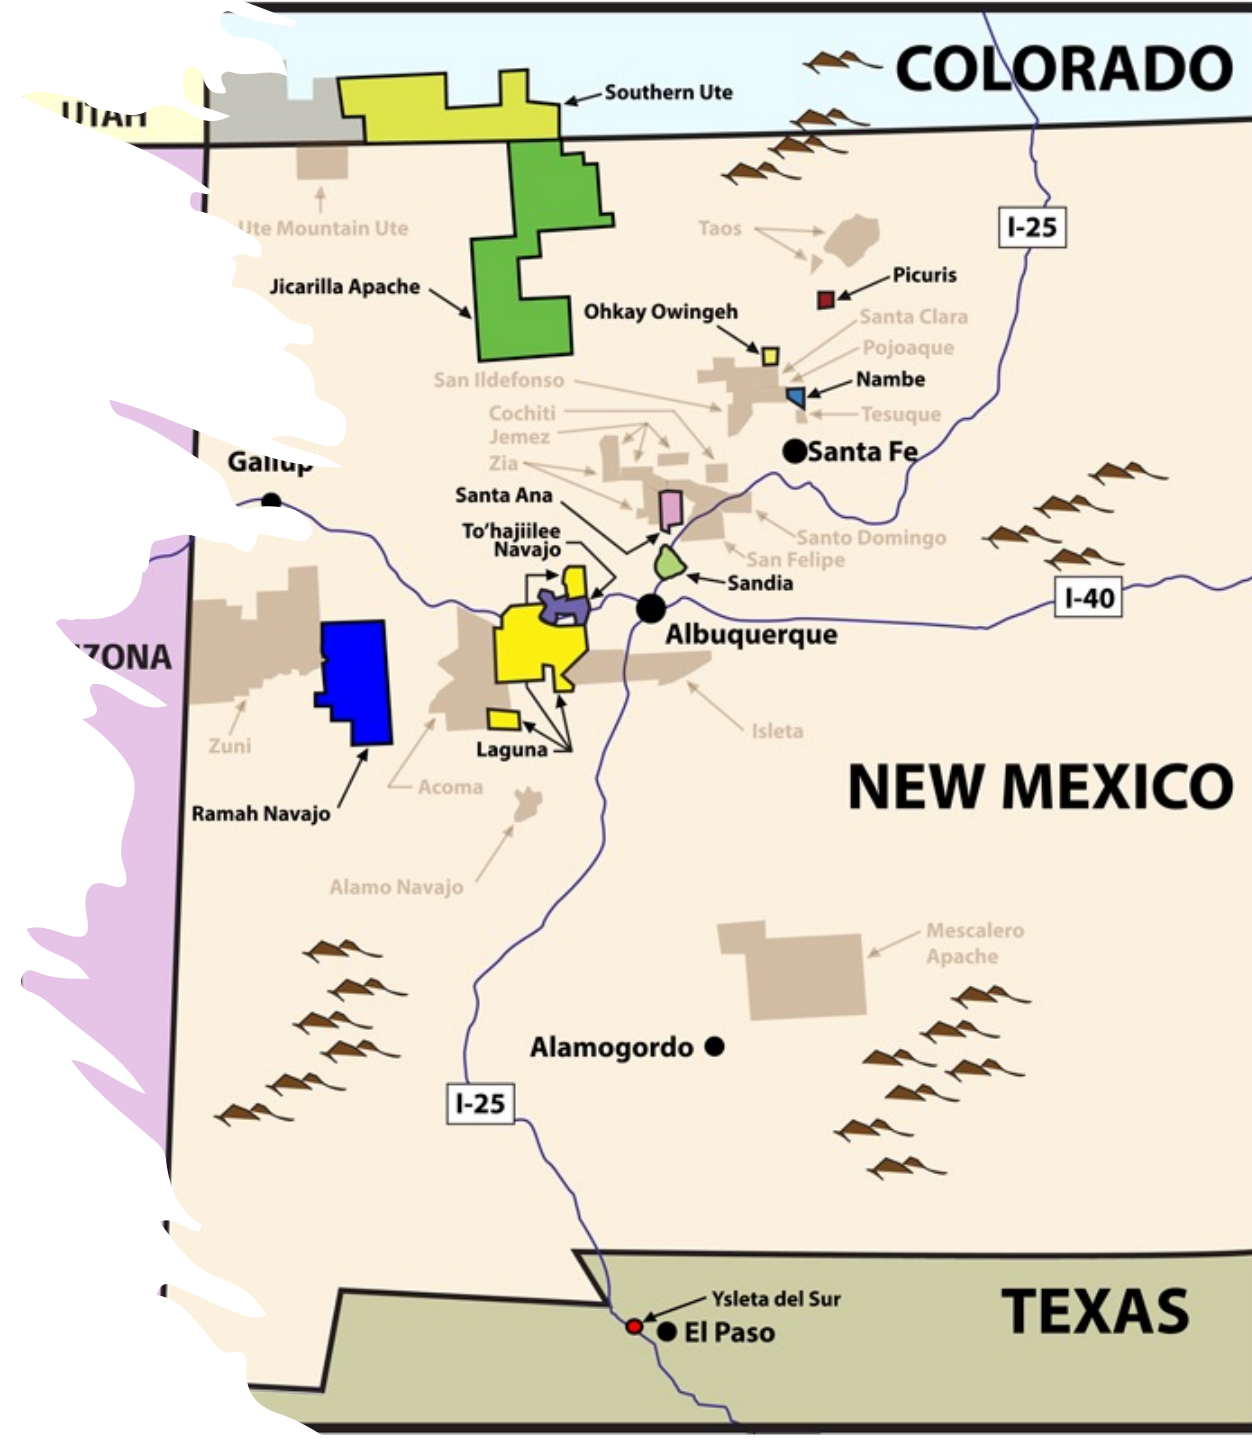 COLORADO
Southern Ute
UTAH
I-25
Ute Mountain Ute
Taos
Picuris
Jicarilla Apache
Ohkay Owingeh
Santa Clara
Pojoaque
San Ildefonso
Nambe
Cochiti
Tesuque
Jemez
Santa Fe
Gallup
Zia
Santa Ana
To'hajiilee
Navajo
Santo Domingo
San Felipe
Sandia
I-40
Albuquerque
ZONA
Isleta
Zuni
Laguna
Acoma
NEW MEXICO
Ramah Navajo
Alamo Navajo
Mescalero
Apache
Alamogordo
I-25
Ysleta del Sur
TEXAS
El Paso